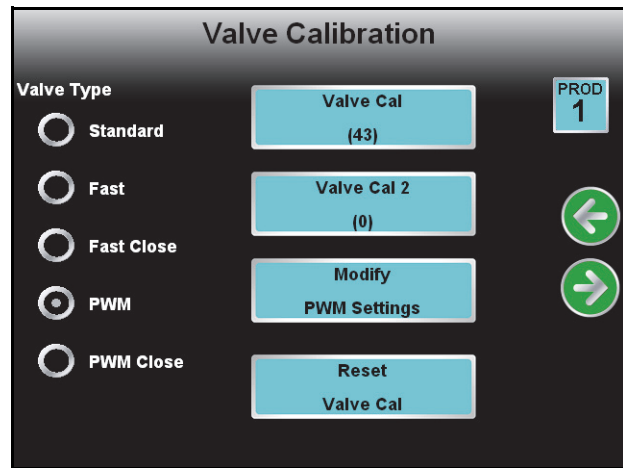 Valve Calibration
Valve Type
Standard
Fast
Fast Close
PWM
PWM Close
Valve Cal
(43)
Valve Cal 2
(0)
Modify
PWM Settings
Reset
Valve Cal
PROD
1